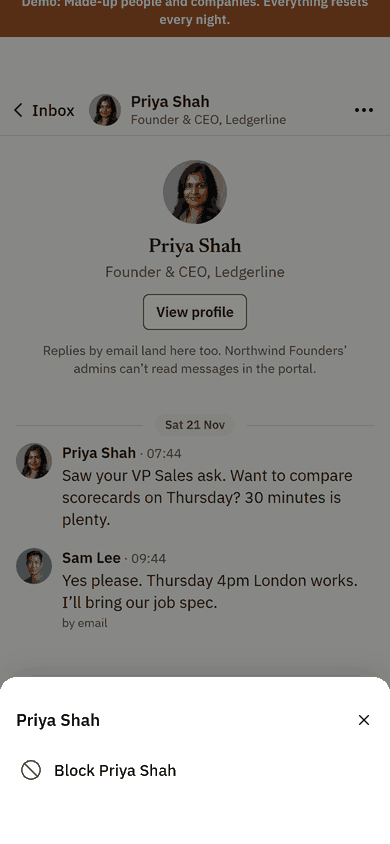 Demo: Made-up people and companies. Everything resets
every night.
Inbox
Priya Shah
Founder & CEO, Ledgerline
Priya Shah
Founder & CEO, Ledgerline
View profile
Replies by email land here too. Northwind Founders’
admins can’t read messages in the portal.
Sat 21 Nov
Priya Shah · 07:44
Saw your VP Sales ask. Want to compare
scorecards on Thursday? 30 minutes is
plenty.
Sam Lee · 09:44
Yes please. Thursday 4pm London works.
I’ll bring our job spec.
by email
Priya Shah
Block Priya Shah